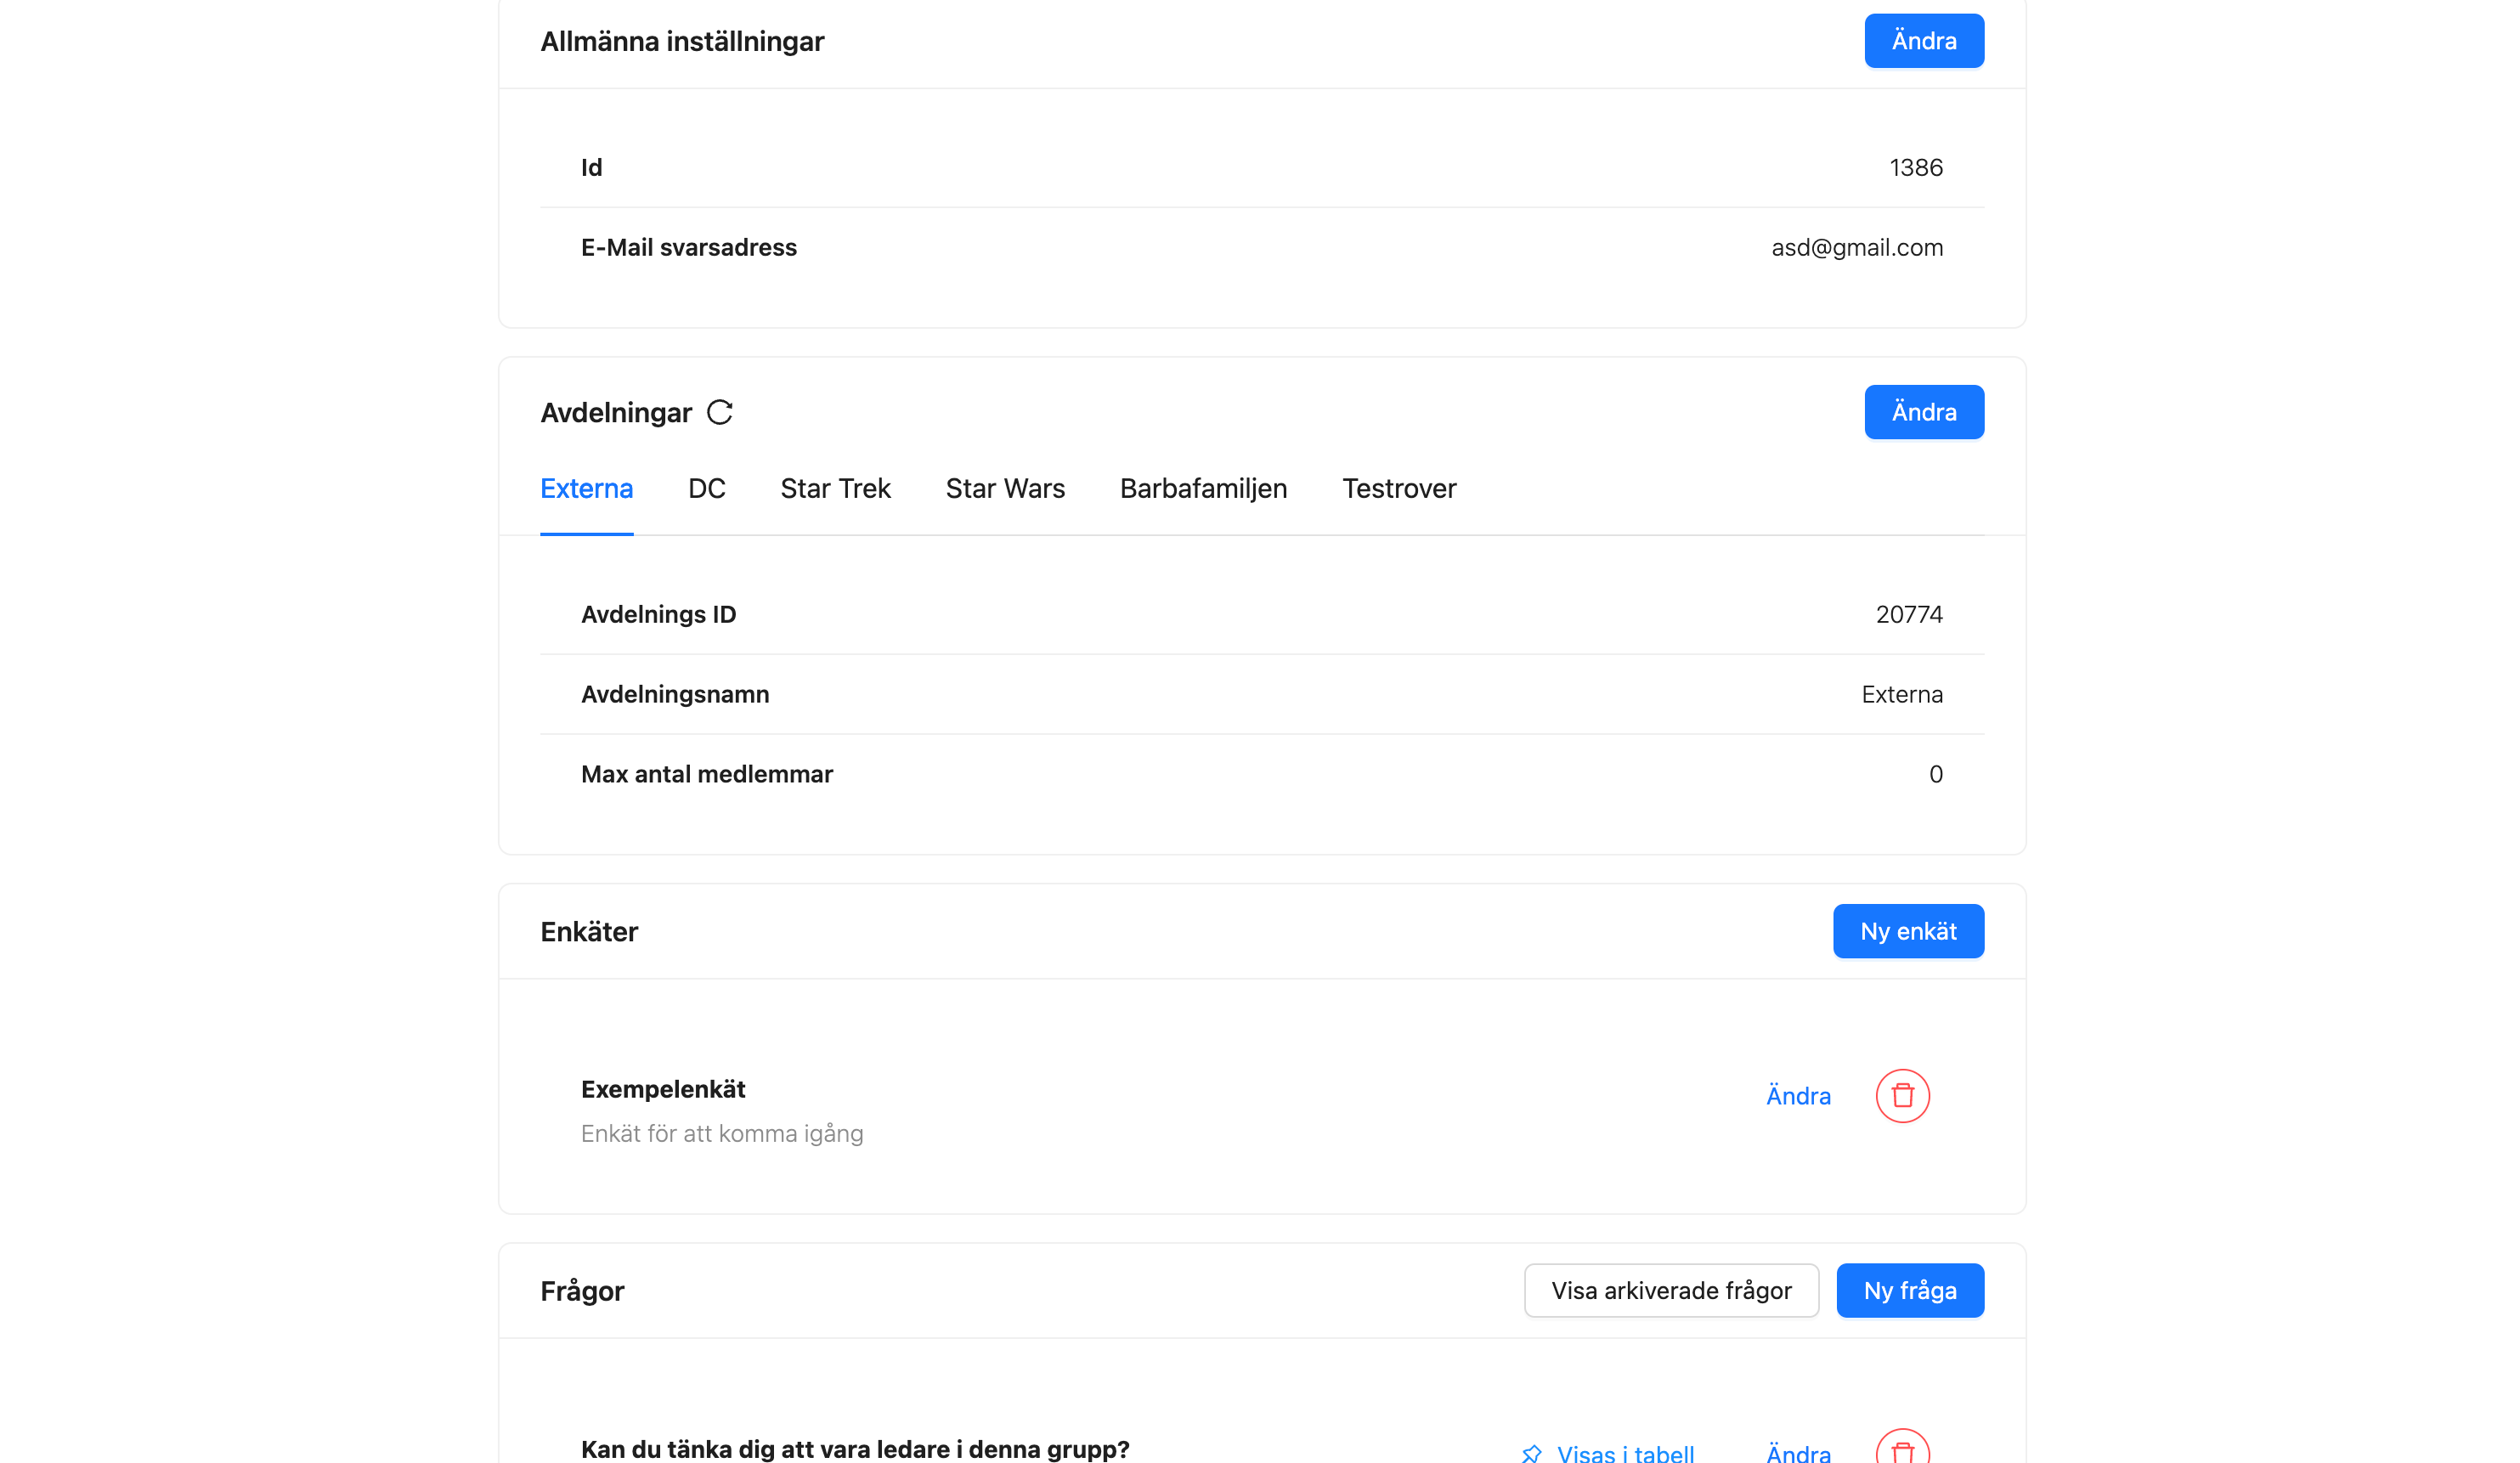 Allmänna inställningar
Ändra
Id
1386
E-Mail svarsadress
asd@gmail.com
Avdelningar
Ändra
Externa DC Star Trek Star Wars Barbafamiljen Testrover
Avdelnings ID
20774
Avdelningsnamn
Externa
Max antal medlemmar
0
Enkäter
Ny enkät
Exempelenkät
Ändra
Enkät för att komma igång
Frågor
Visa arkiverade frågor
Ny fråga
Kan du tänka dig att vara ledare i denna grupp?
Visas i tabell
Ändra